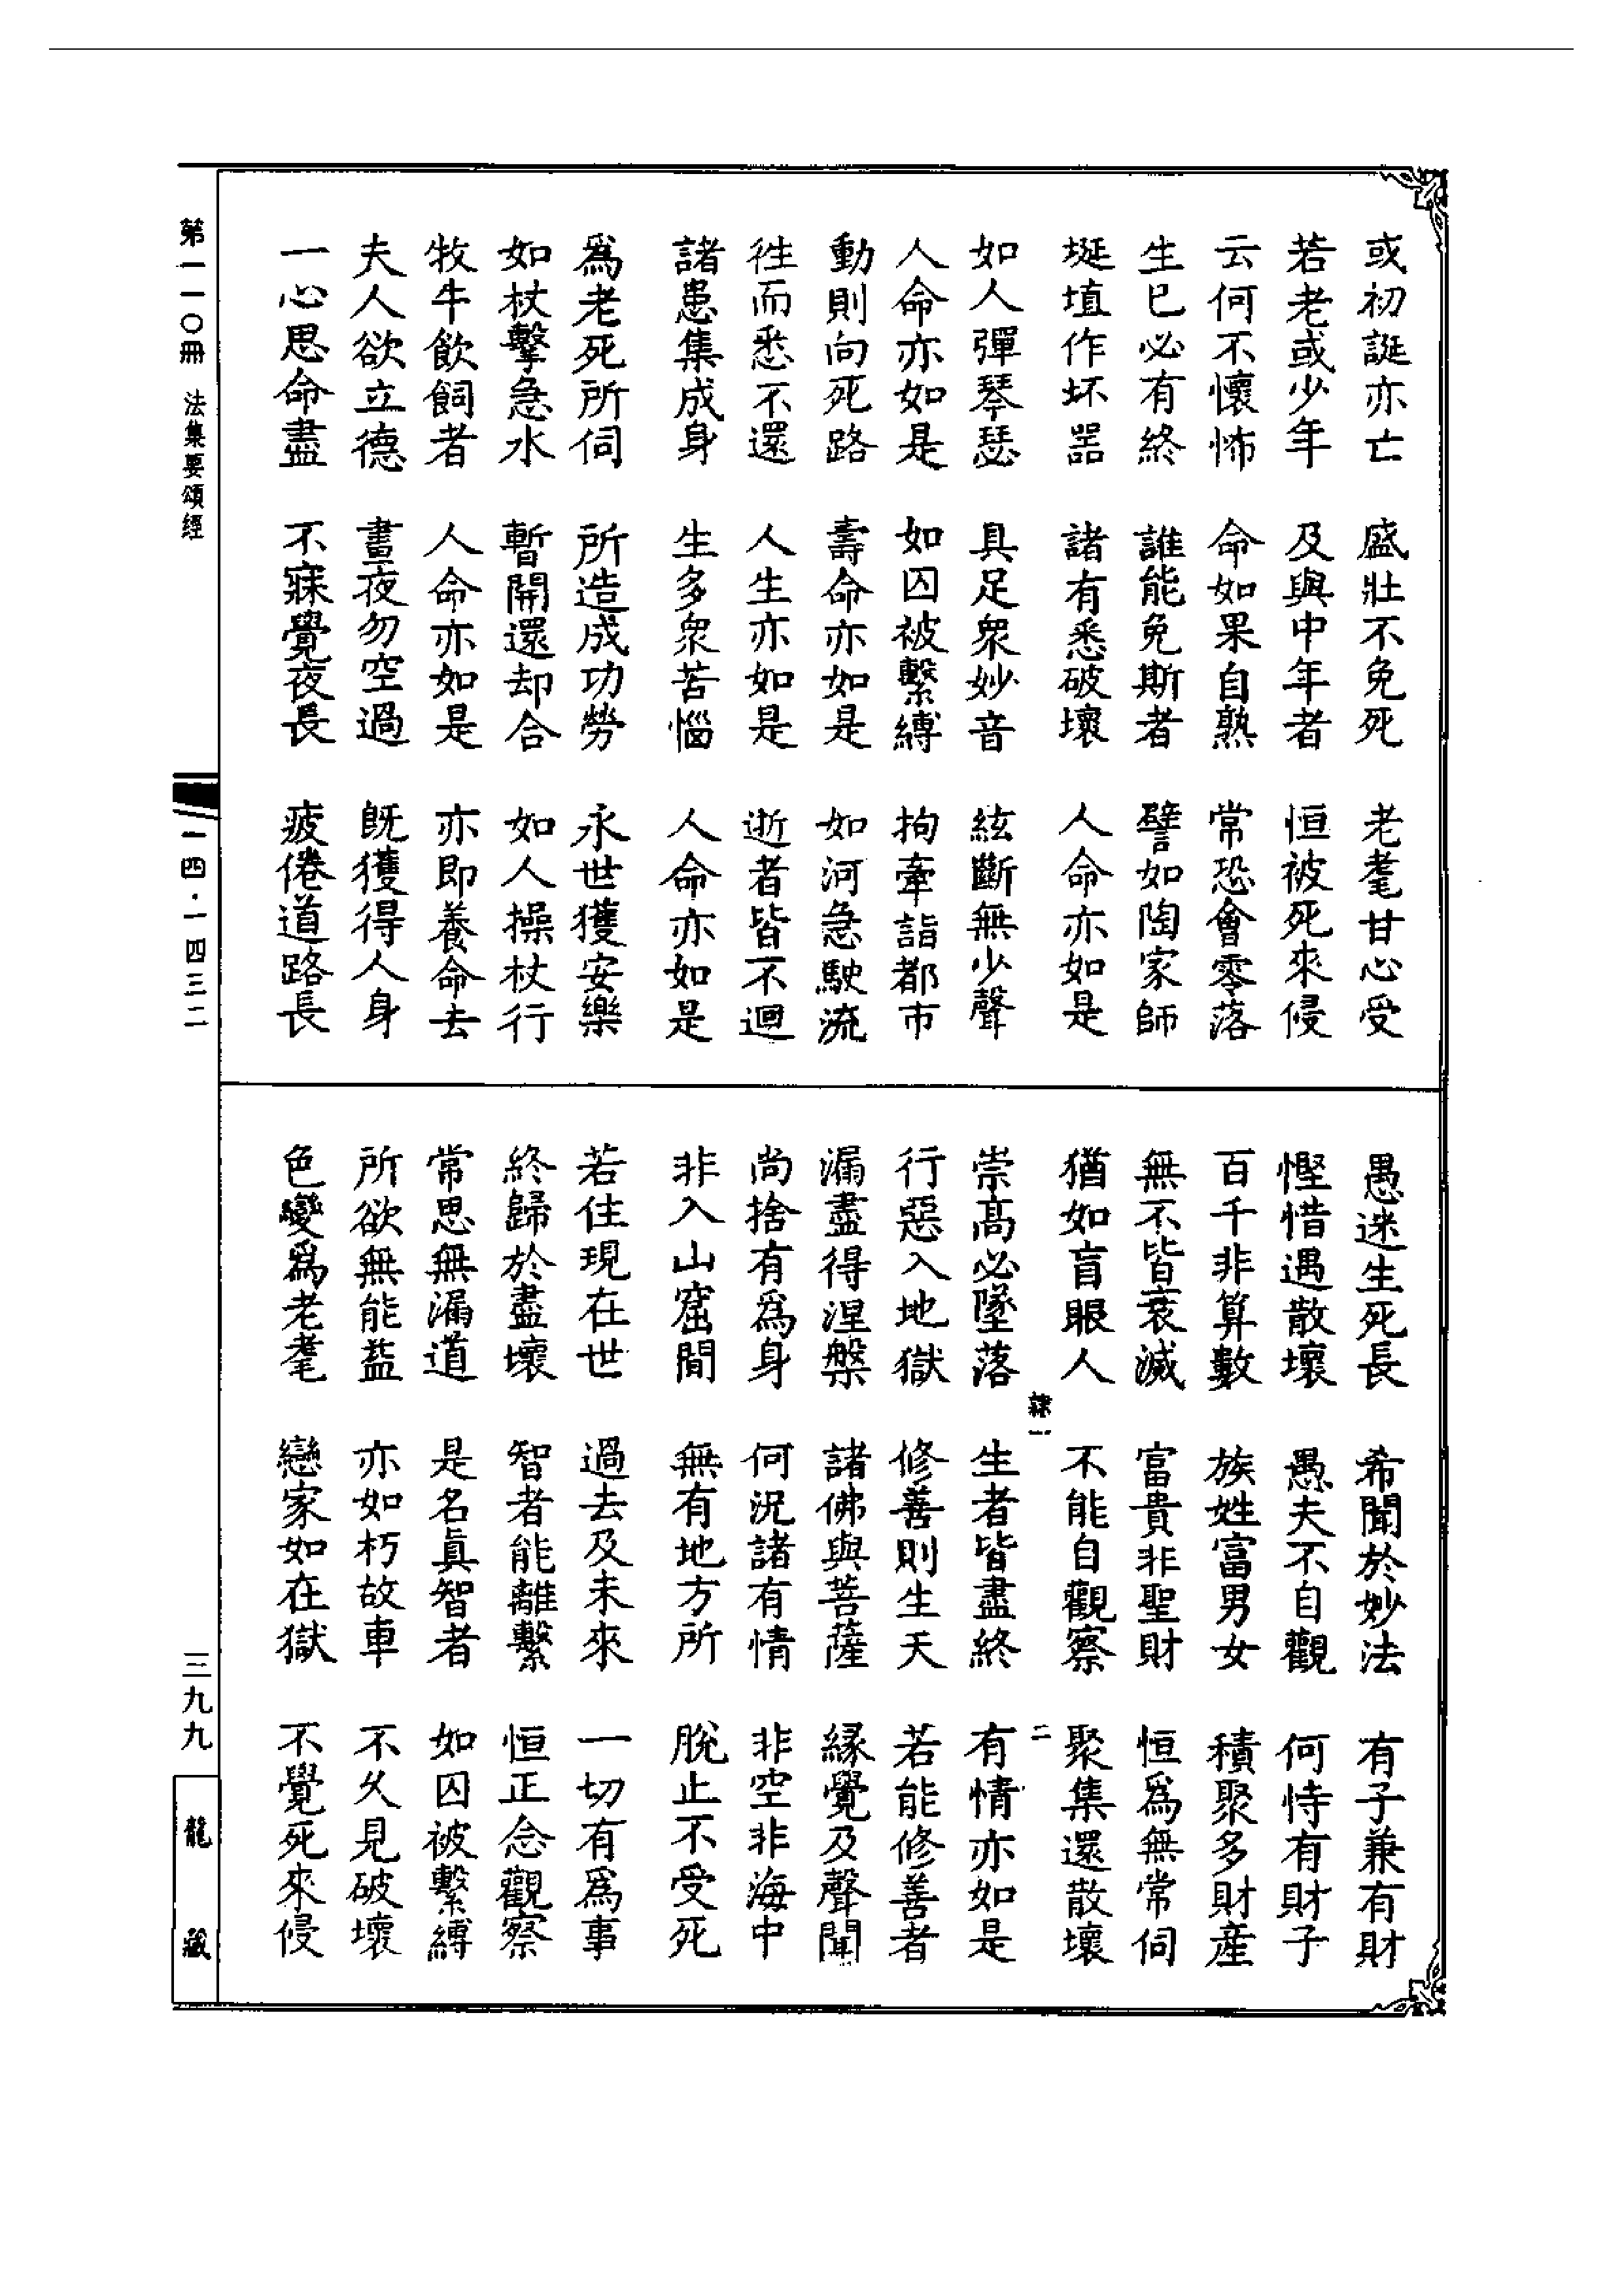 或初誕亦亡　盛壯不免死　老耄甘心受
若老或少年　及與中年者　恒被死來侵
云何不懷怖　命如果自熟　常恐會零落
生已必有終　誰能免斯者　譬如陶家師
埏埴作坏器　諸有悉破壞　人命亦如是
如人彈琴瑟　具足衆妙音　絃斷無少聲
人命亦如是　如囚被繫縛　拘牽詣都市
動則向死路　壽命亦如是　如河急駛流
徃而悉不還　人生亦如是　逝者皆不迴
諸患集成身　生多衆苦惱　人命亦如是
爲老死所伺　所造成功勞　永世獲安樂
如杖擊急水　暫開還却合　如人操杖行
牧牛飲飼者　人命亦如是　亦即養命去
夫人欲立德　晝夜勿空過　既獲得人身
一心思命盡　不寐覺夜長　疲倦道路長
愚迷生死長　希聞於妙法　有子兼有財
慳惜遇散壞　愚夫不自觀　何恃有財子
百千非算數　族姓富男女　積聚多財産
無不皆衰滅　富貴非聖財　恒爲無常伺
猶如盲眼人　不能自觀察　聚集還散壞
隸一　二
崇高必墜落　生者皆盡終　有情亦如是
行惡入地獄　修善則生天　若能修善者
漏盡得涅槃　諸佛與菩薩　緣覺及聲聞
尚捨有爲身　何況諸有情　非空非海中
非入山窟間　無有地方所　脫止不受死
若住現在世　過去及未來　一切有爲事
終歸於盡壞　智者能離繫　恒正念觀察
常思無漏道　是名眞智者　如囚被繫縛
所欲無能益　亦如朽故車　不久見破壞
色變爲老耄　戀家如在獄　不覺死來侵
第一一〇冊　法集要頌經
一四·一四三二
三九九
龍藏